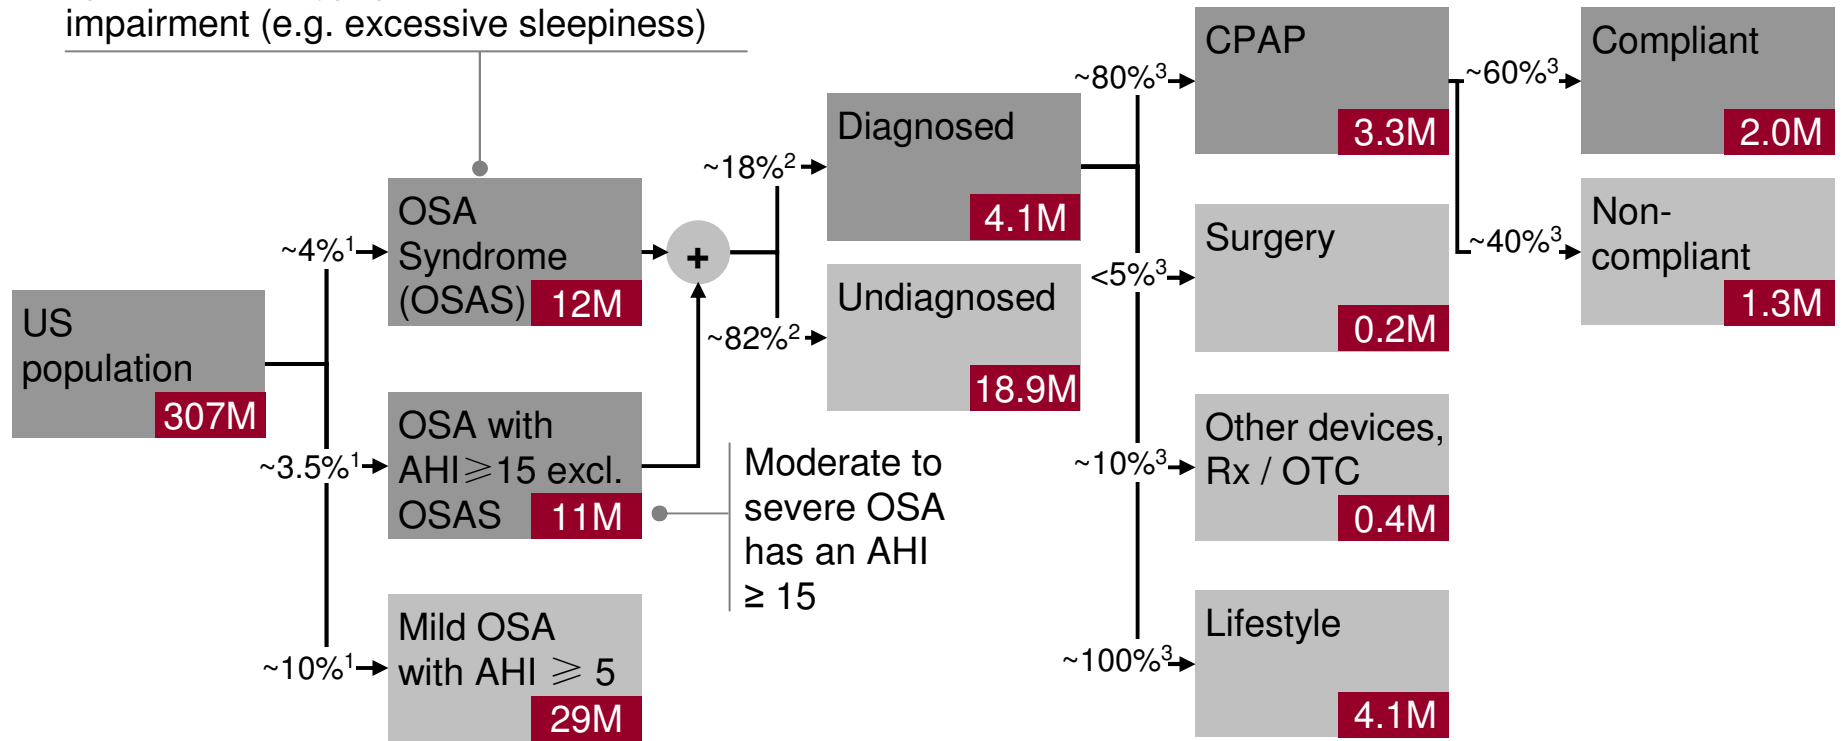 impairment (e.g. excessive sleepiness)
US
population
307M
~4%1
OSA
Syndrome
(OSAS)
12M
~3.5%1
OSA with
AHI≥15 excl.
OSAS
11M
~10%1
Mild OSA
with AHI ≥ 5
29M
+
Moderate to
severe OSA
has an AHI
≥ 15
~18%2
Diagnosed
4.1M
~82%2
Undiagnosed
18.9M
~80%3
CPAP
3.3M
<5%3
Surgery
0.2M
~10%3
Other devices,
Rx / OTC
0.4M
~100%3
Lifestyle
4.1M
~60%3
Compliant
2.0M
~40%3
Non-
compliant
1.3M